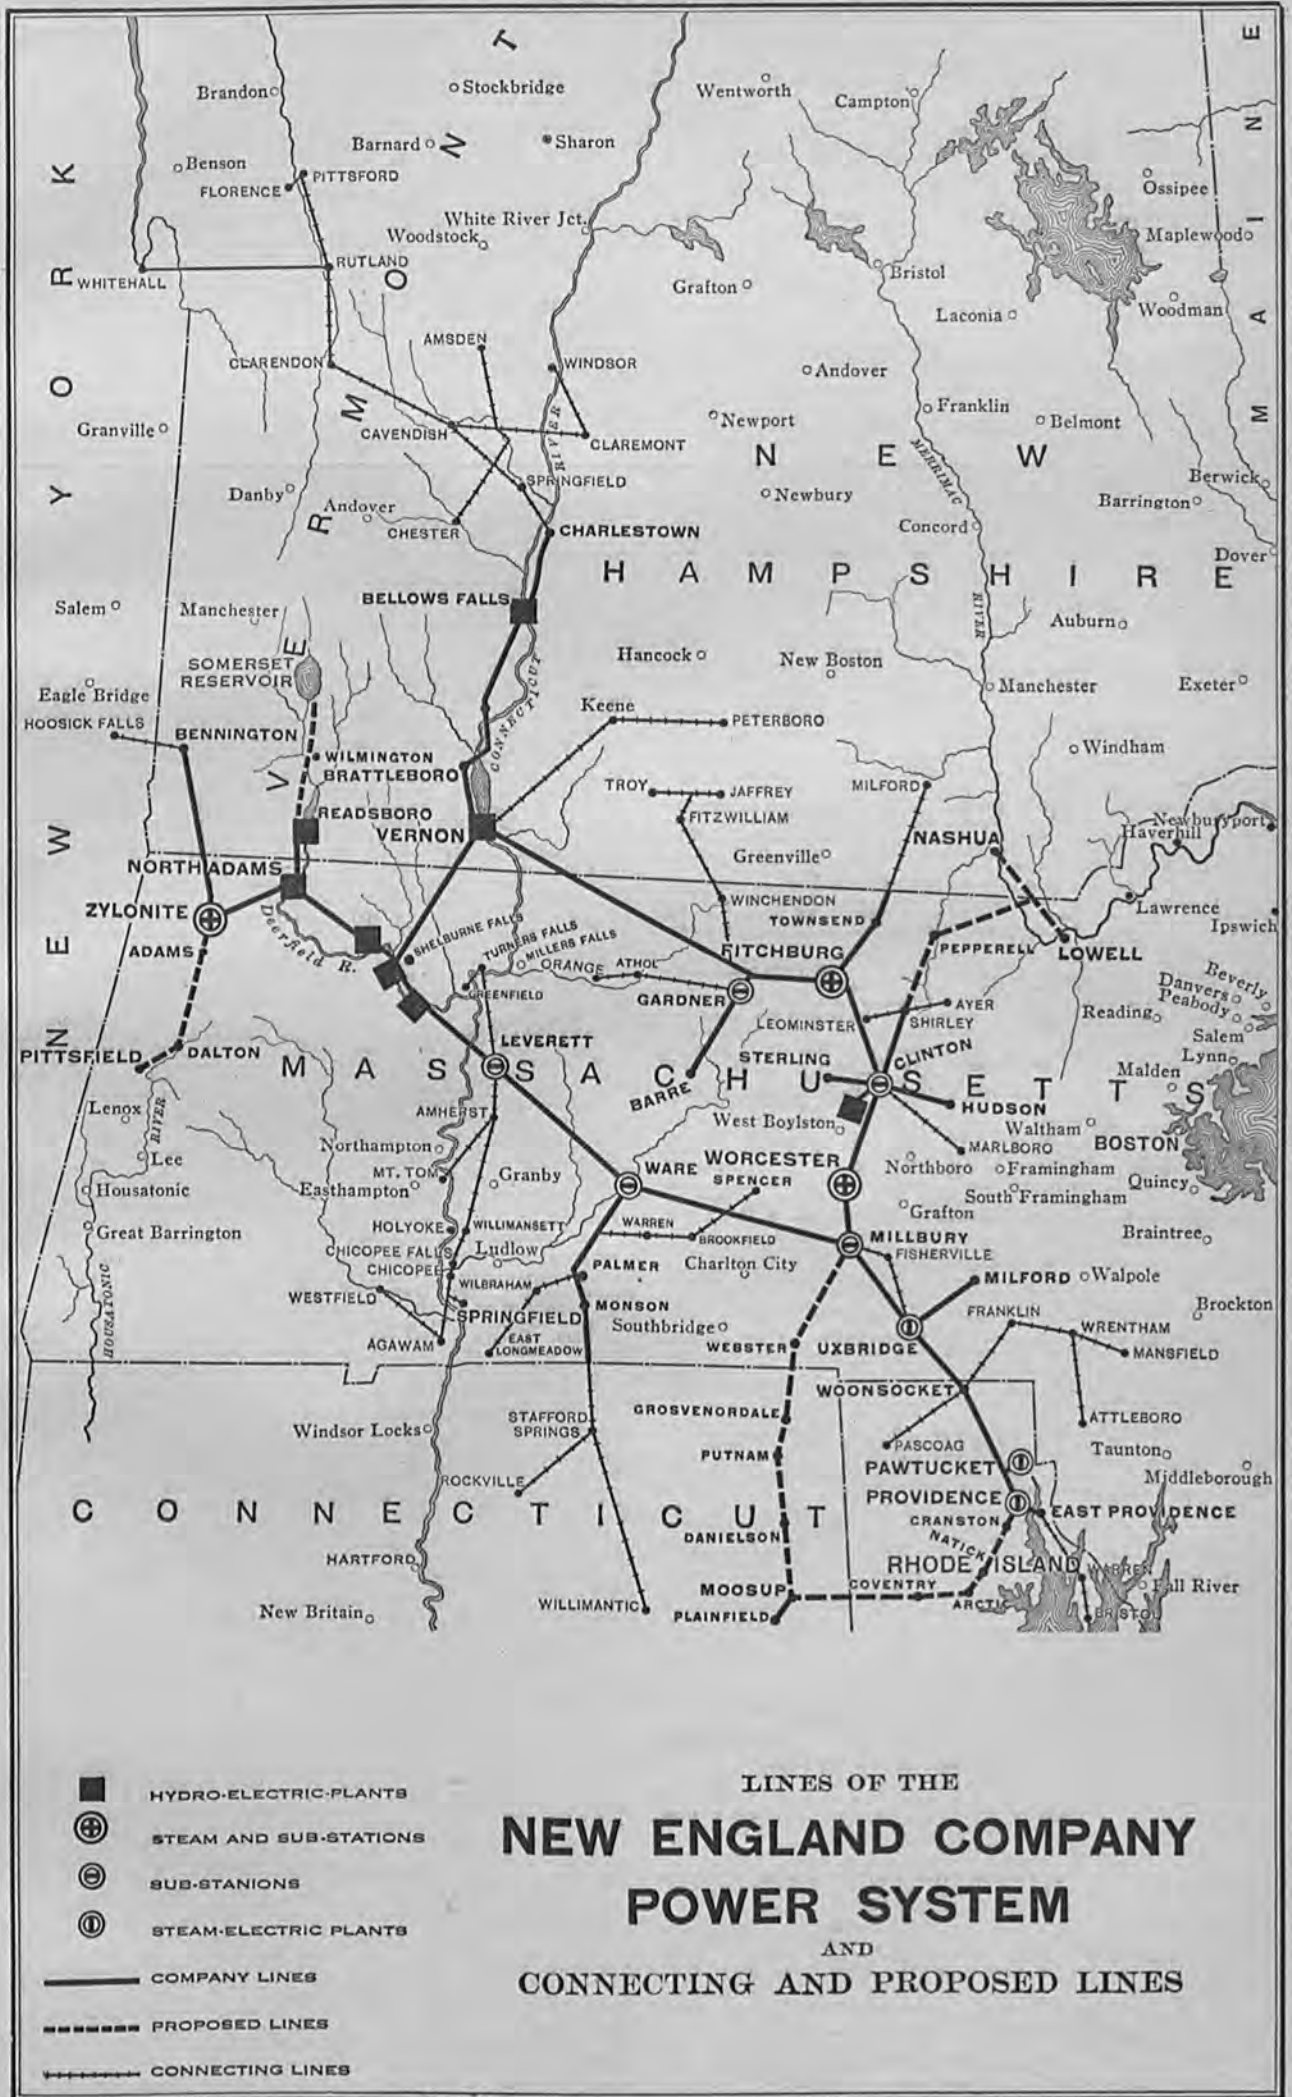 T
Brandon
Stockbridge
Wentworth
Campton
E
N
Barnard
N
Sharon
Benson
PITTSFORD
FLORENCE
K
Ossipee
White River Jct.
Woodstock
I
Maplewood
RUTLAND
R
WHITEHALL
O
Bristol
Grafton
Laconia
Woodman
A
AMSDEN
WINDSOR
CLARENDON
Andover
O
M
Franklin
Newport
Belmont
M
Granville
CAVENDISH
RIVER
CLAREMONT
N E W
MERRIMAC
Y
SPRINGFIELD
Berwick
Danby
Andover
Newbury
Barrington
R
CHESTER
CHARLESTOWN
Concord
Dover
H A M P S H I R E
BELLOWS FALLS
Salem
Manchester
RIVER
Auburn
E
SOMERSET
RESERVOIR
Hancock
New Boston
CONNECTICUT
Eagle Bridge
Manchester
Exeter
HOOSICK FALLS
BENNINGTON
Keene
PETERBORO
WILMINGTON
Windham
BRATTLEBORO
V
TROY
JAFFREY
MILFORD
READSBORO
FITZWILLIAM
W
VERNON
NASHUA
Newburyport
Haverhill
Greenville
NORTH ADAMS
WINCHENDON
Lawrence
ZYLONITE
Deerfield R.
SHELBURNE FALLS
TURNERS FALLS
MILLERS FALLS
TOWNSEND
Ipswich
E
ADAMS
FITCHBURG
PEPPERELL
LOWELL
ORANGE
ATHOL
GREENFIELD
GARDNER
Beverly
Danvers
Peabody
AYER
LEOMINSTER
SHIRLEY
Reading
N
LEVERETT
CLINTON
Salem
PITTSFIELD
DALTON
STERLING
Lynn
M A S S A C H U S E T T S
Malden
BARRE
Lenox
AMHERST
HUDSON
West Boylston
Waltham
RIVER
Northampton
MARLBORO
BOSTON
Lee
MT. TOM
WARE
WORCESTER
Northboro
Framingham
Granby
SPENCER
Housatonic
Easthampton
South Framingham
Quincy
Grafton
Great Barrington
HOLYOKE
WILLIMANSETT
WARREN
MILLBURY
Braintree
BROOKFIELD
CHICOPEE FALLS
Ludlow
FISHERVILLE
CHICOPEE
PALMER
Charlton City
WILBRAHAM
MILFORD
Walpole
HOUSATONIC
WESTFIELD
MONSON
FRANKLIN
Brockton
SPRINGFIELD
Southbridge
WRENTHAM
AGAWAM
EAST
LONGMEADOW
WEBSTER
UXBRIDGE
MANSFIELD
WOONSOCKET
GROSVENORDALE
STAFFORD
SPRINGS
ATTLEBORO
Windsor Locks
PASCOAG
Taunton
PUTNAM
PAWTUCKET
ROCKVILLE
Middleborough
PROVIDENCE
C O N N E C T I C U T
CRANSTON
EAST PROVIDENCE
DANIELSON
NATICK
HARTFORD
RHODE ISLAND
WARREN
MOOSUP
COVENTRY
Fall River
New Britain
WILLIMANTIC
PLAINFIELD
ARCTIC
BRISTOL
HYDRO-ELECTRIC-PLANTS
STEAM AND SUB-STATIONS
SUB-STANIONS
STEAM-ELECTRIC PLANTS
COMPANY LINES
PROPOSED LINES
CONNECTING LINES
LINES OF THE
NEW ENGLAND COMPANY
POWER SYSTEM
AND
CONNECTING AND PROPOSED LINES